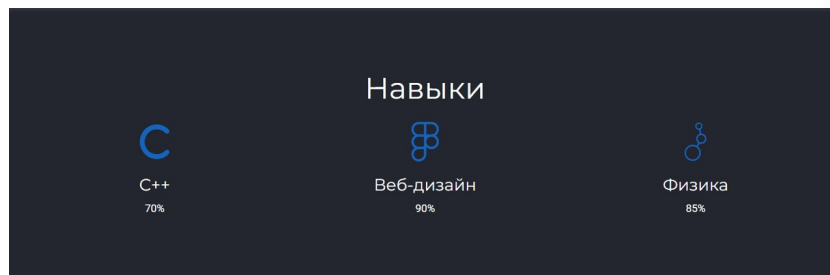 Навыки
C++
70%
Веб-дизайн
90%
Физика
85%